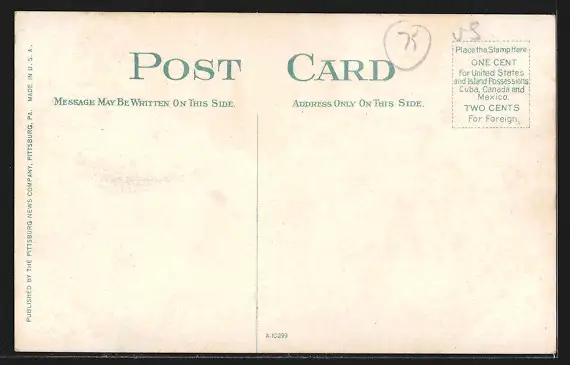 POST CARD
MESSAGE MAY BE WRITTEN ON THIS SIDE.
ADDRESS ONLY ON THIS SIDE.
75
US
Place the Stamp Here
ONE CENT
For United States
and Island Possessions,
Cuba, Canada and
Mexico.
TWO CENTS
For Foreign.
PUBLISHED BY THE PITTSBURG NEWS COMPANY, PITTSBURG, PA. MADE IN U.S.A.
A-10299